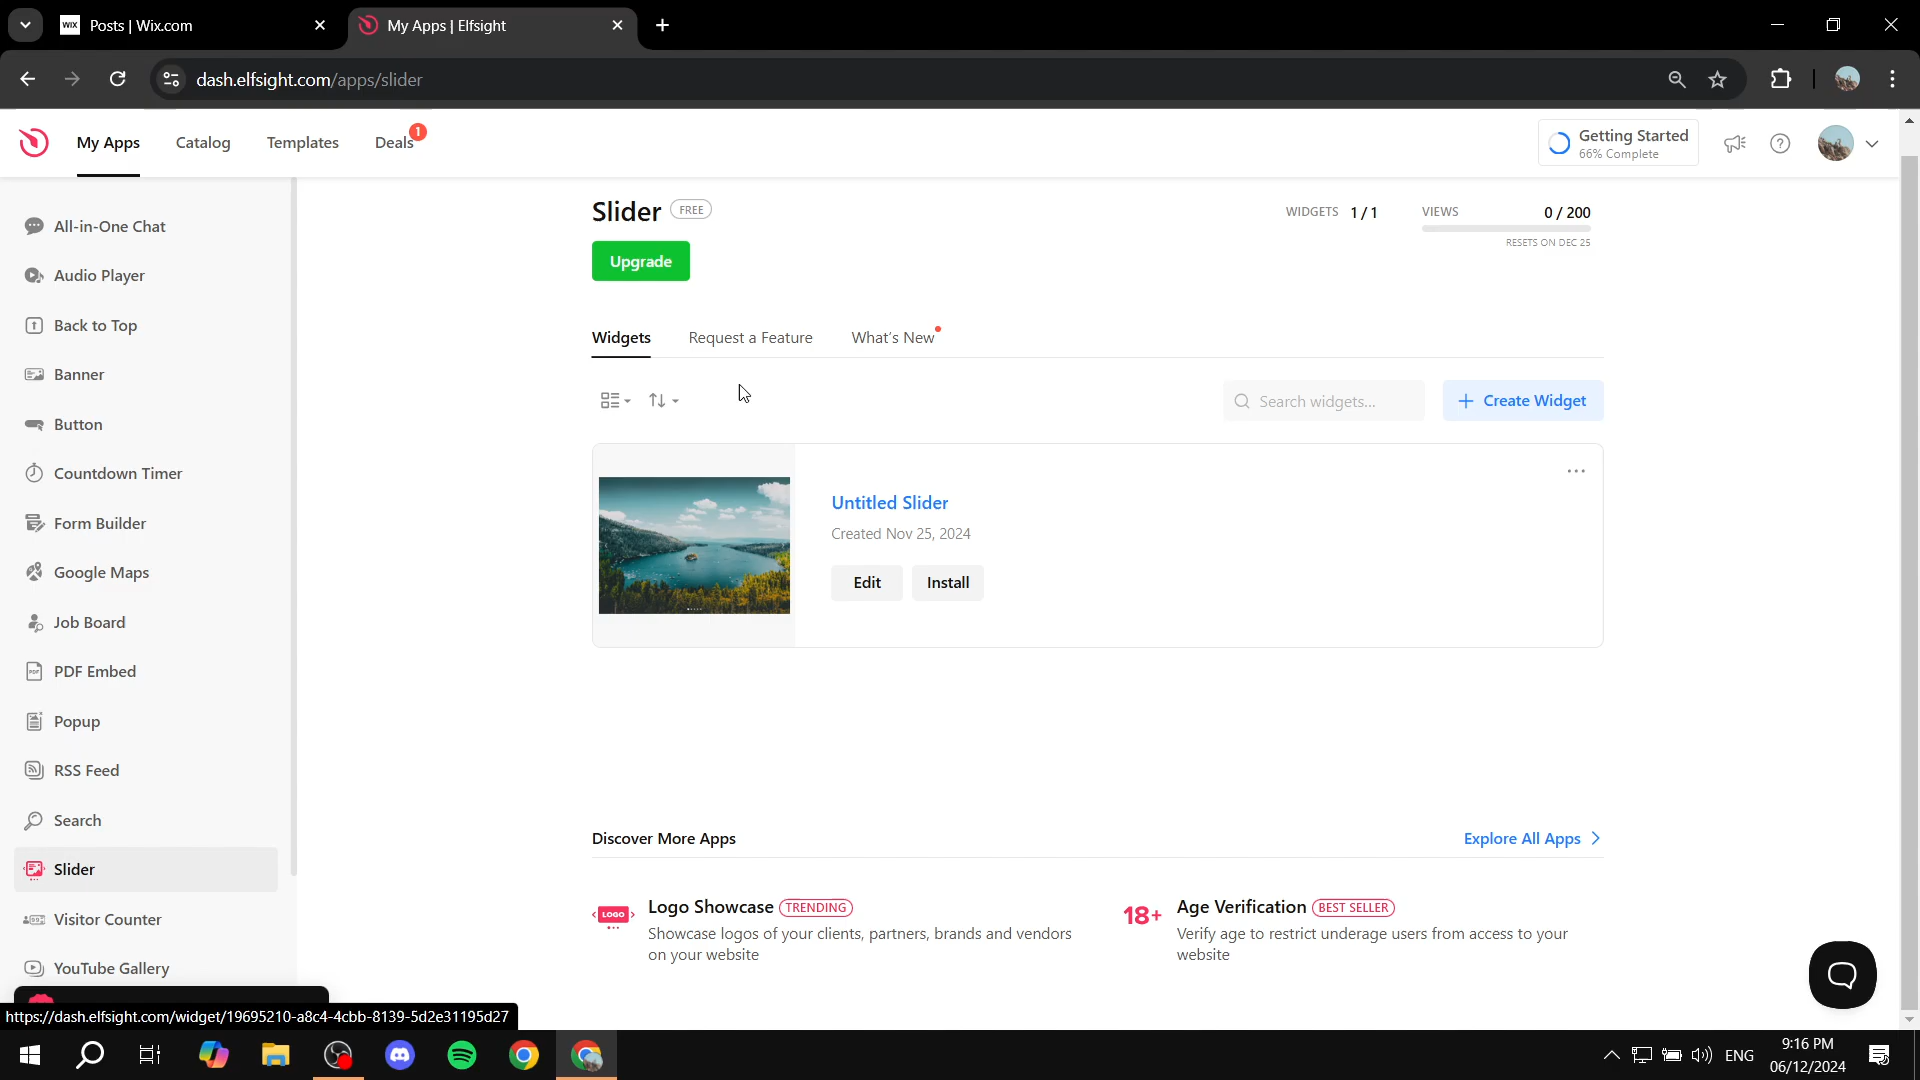 WIX Posts | Wix.com
My Apps | Elfsight
dash.elfsight.com/apps/slider
My Apps
Catalog
Templates
Deals
1
Getting Started
66% Complete
All-in-One Chat
Audio Player
Back to Top
Banner
Button
Countdown Timer
Form Builder
Google Maps
Job Board
PDF Embed
Popup
RSS Feed
Search
Slider
Visitor Counter
YouTube Gallery
Slider FREE
Upgrade
WIDGETS 1 / 1
VIEWS 0 / 200
RESETS ON DEC 25
Widgets
Request a Feature
What's New
Search widgets...
+ Create Widget
Untitled Slider
Created Nov 25, 2024
Edit
Install
Discover More Apps
Explore All Apps
LOGO
Logo Showcase TRENDING
Showcase logos of your clients, partners, brands and vendors
on your website
18+
Age Verification BEST SELLER
Verify age to restrict underage users from access to your
website
https://dash.elfsight.com/widget/19695210-a8c4-4cbb-8139-5d2e31195d27
ENG
9:16 PM
06/12/2024